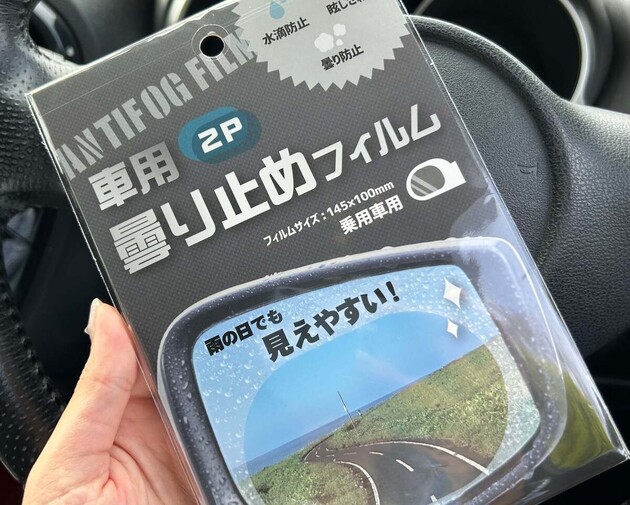 水滴防止
曇り防止
ANTIFOG FILM
車用
2P
曇り止めフィルム
フィルムサイズ：145×100mm
乗用車用
雨の日でも
見えやすい！